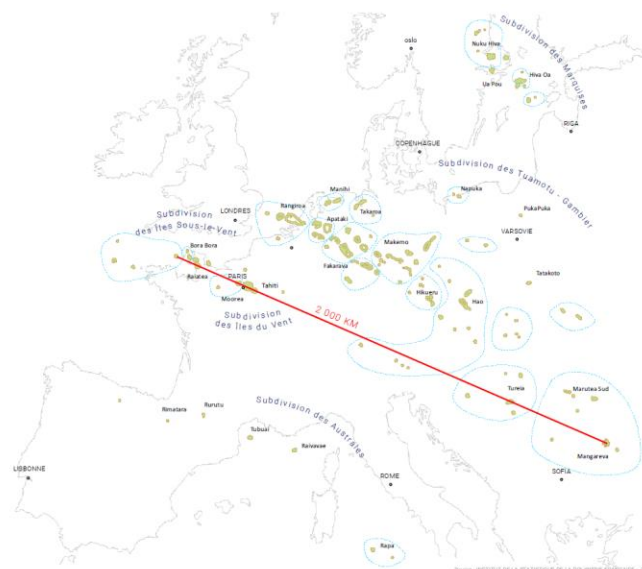 oslo
Nuku Hiva
Subdivision des Marquises
Hiva Oa
Ua Pou
RIGA
COPENHAGUE
Subdivision des Tuamotu - Gambier
Manihi
Napuka
Rangiroa
Takaroa
PukaPuka
LONDRES
Apataki
VARSOVIE
Subdivision
des Îles Sous-le-Vent
Makemo
Bora Bora
Fakarava
Raiatea
PARIS
Tahiti
Hikueru
Tatakoto
Moorea
Hao
2 000 KM
Subdivision
des Îles du Vent
Tureia
Marutea Sud
Rimatara
Rurutu
Subdivision des Australes
Tubuai
Raivavae
Mangareva
LISBONNE
ROME
SOFIA
Rapa